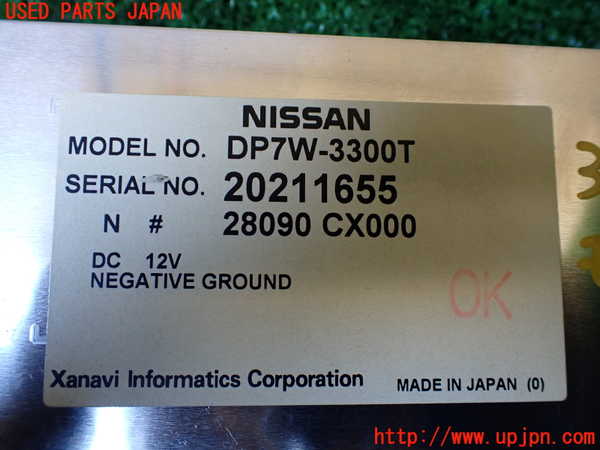 USED PARTS JAPAN
NISSAN
MODEL NO. DP7W-3300T
SERIAL NO. 20211655
N # 28090 CX000
DC 12V
NEGATIVE GROUND
OK
Xanavi Informatics Corporation
MADE IN JAPAN (0)
http://www.upjpn.com